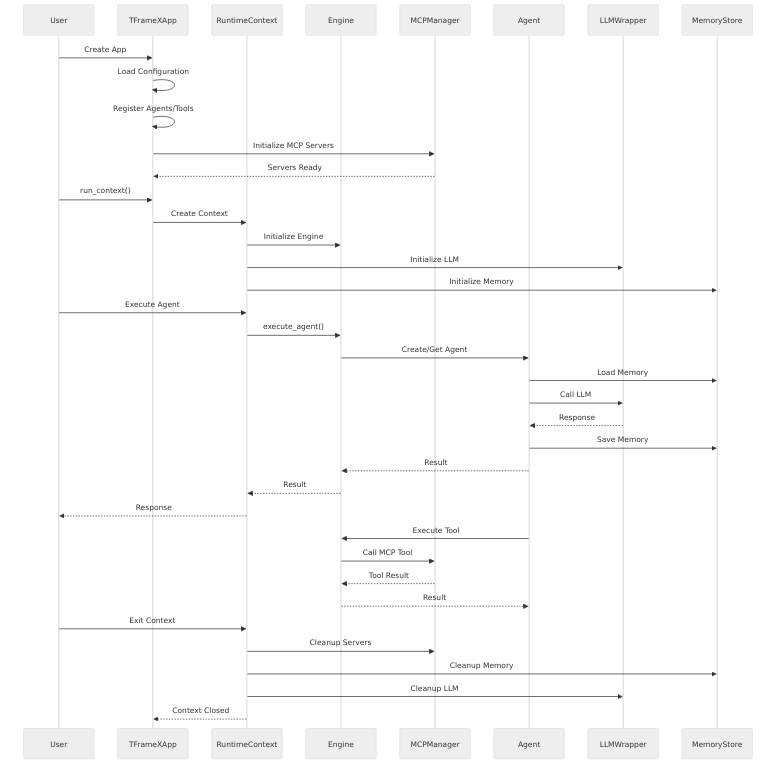 User TFrameXApp RuntimeContext Engine MCPManager Agent LLMWrapper MemoryStore
Create App
Load Configuration
Register Agents/Tools
Initialize MCP Servers
Servers Ready
run_context()
Create Context
Initialize Engine
Initialize LLM
Initialize Memory
Execute Agent
execute_agent()
Create/Get Agent
Load Memory
Call LLM
Response
Save Memory
Result
Result
Response
Execute Tool
Call MCP Tool
Tool Result
Result
Exit Context
Cleanup Servers
Cleanup Memory
Cleanup LLM
Context Closed
User TFrameXApp RuntimeContext Engine MCPManager Agent LLMWrapper MemoryStore